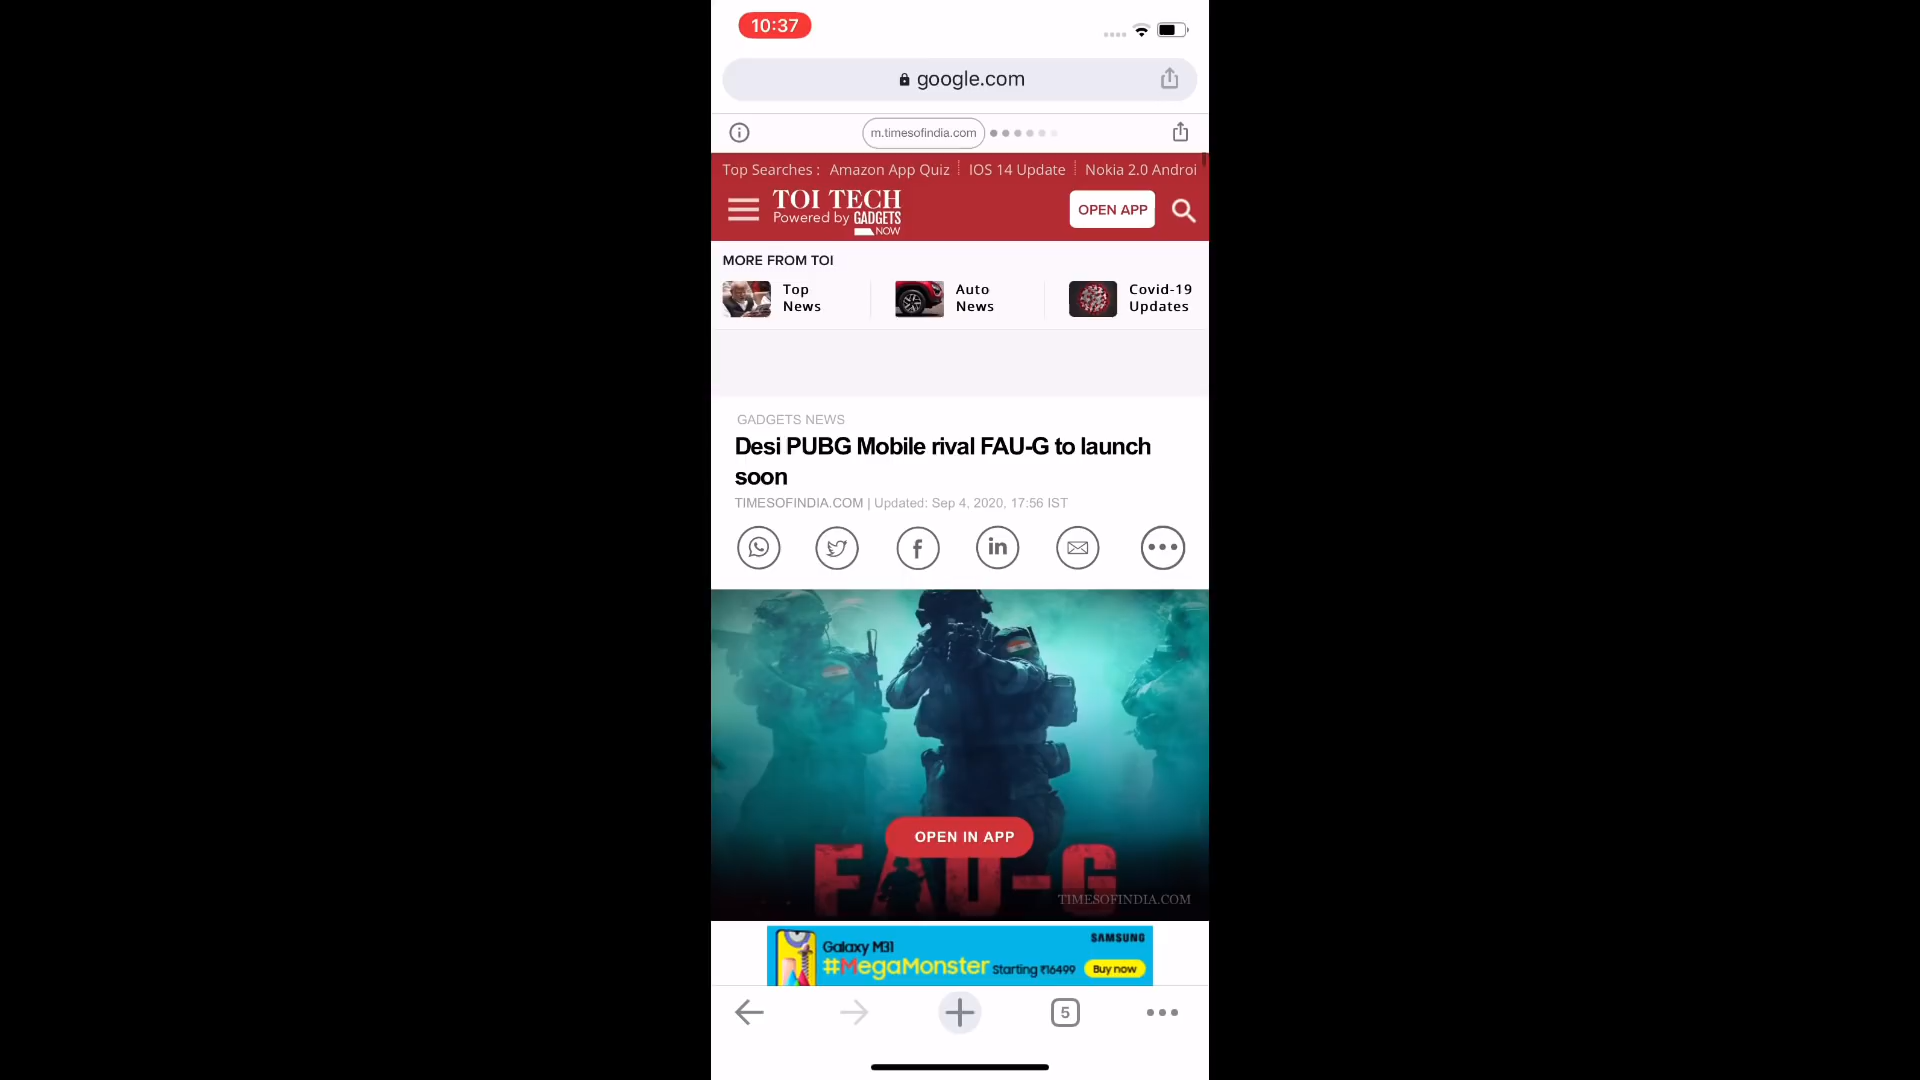 10:37
google.com
m.timesofindia.com
Top Searches : Amazon App Quiz IOS 14 Update Nokia 2.0 Androi
TOI TECH
Powered by GADGETS
NOW
OPEN APP
MORE FROM TOI
Top
News
Auto
News
Covid-19
Updates
GADGETS NEWS
Desi PUBG Mobile rival FAU-G to launch
soon
TIMESOFINDIA.COM | Updated: Sep 4, 2020, 17:56 IST
OPEN IN APP
FAU-G
TIMESOFINDIA.COM
Galaxy M31
SAMSUNG
#MegaMonster Starting ₹16499 Buy now
5